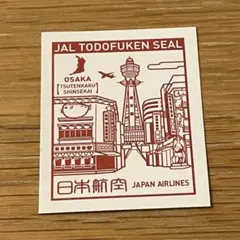 JAL TODOFUKEN SEAL
OSAKA
[TSUTENKAKU
SHINSEKAI]
日本航空 JAPAN AIRLINES